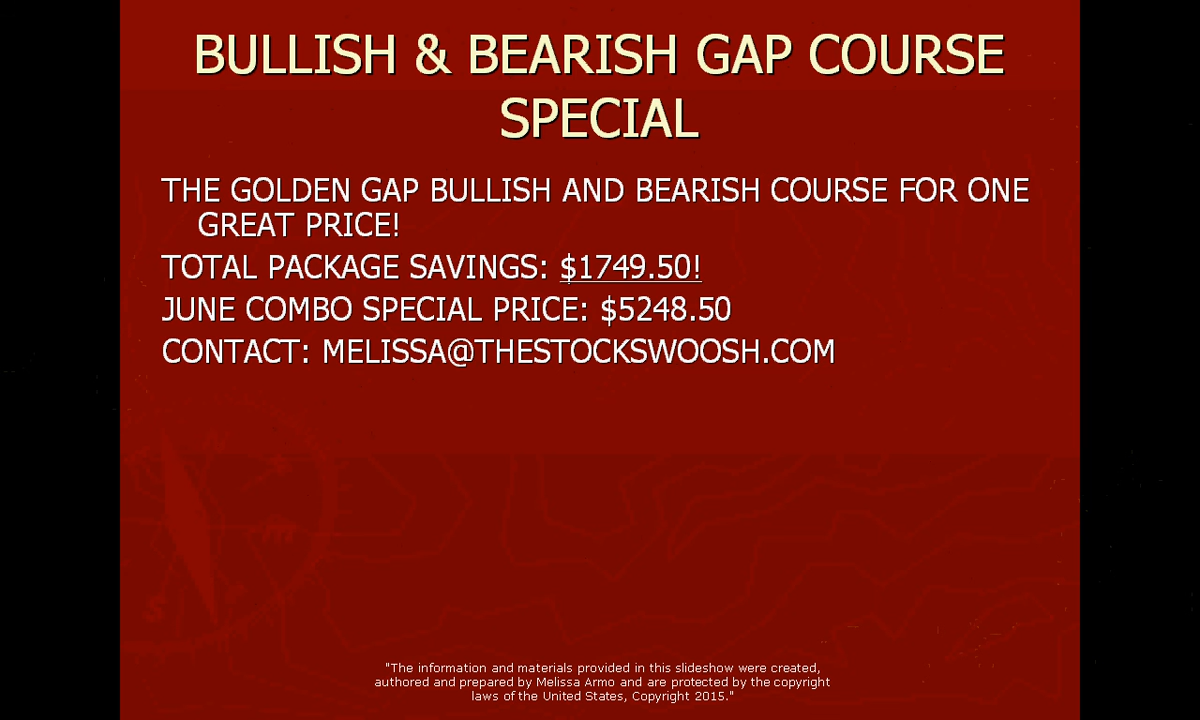 BULLISH & BEARISH GAP COURSE
SPECIAL
THE GOLDEN GAP BULLISH AND BEARISH COURSE FOR ONE
GREAT PRICE!
TOTAL PACKAGE SAVINGS: $1749.50!
JUNE COMBO SPECIAL PRICE: $5248.50
CONTACT: MELISSA@THESTOCKSWOOSH.COM
N
S
"The information and materials provided in this slideshow were created,
authored and prepared by Melissa Armo and are protected by the copyright
laws of the United States, Copyright 2015."